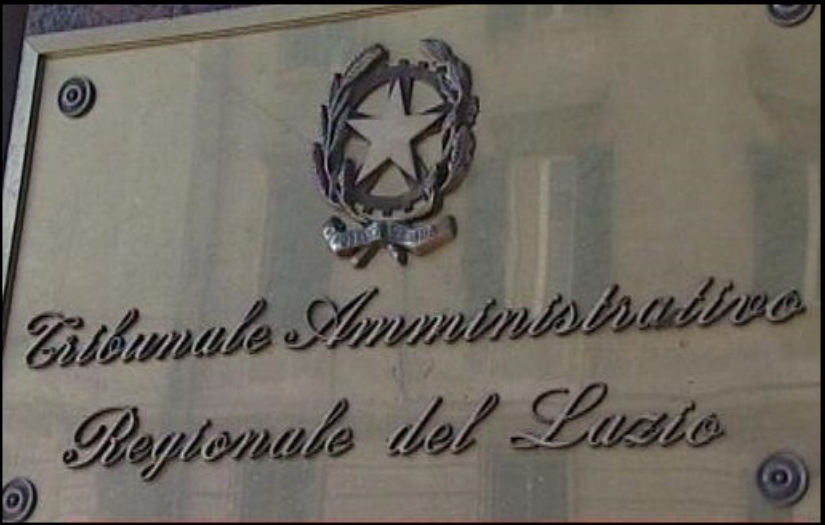 Tribunale Amministrativo
Regionale del Lazio